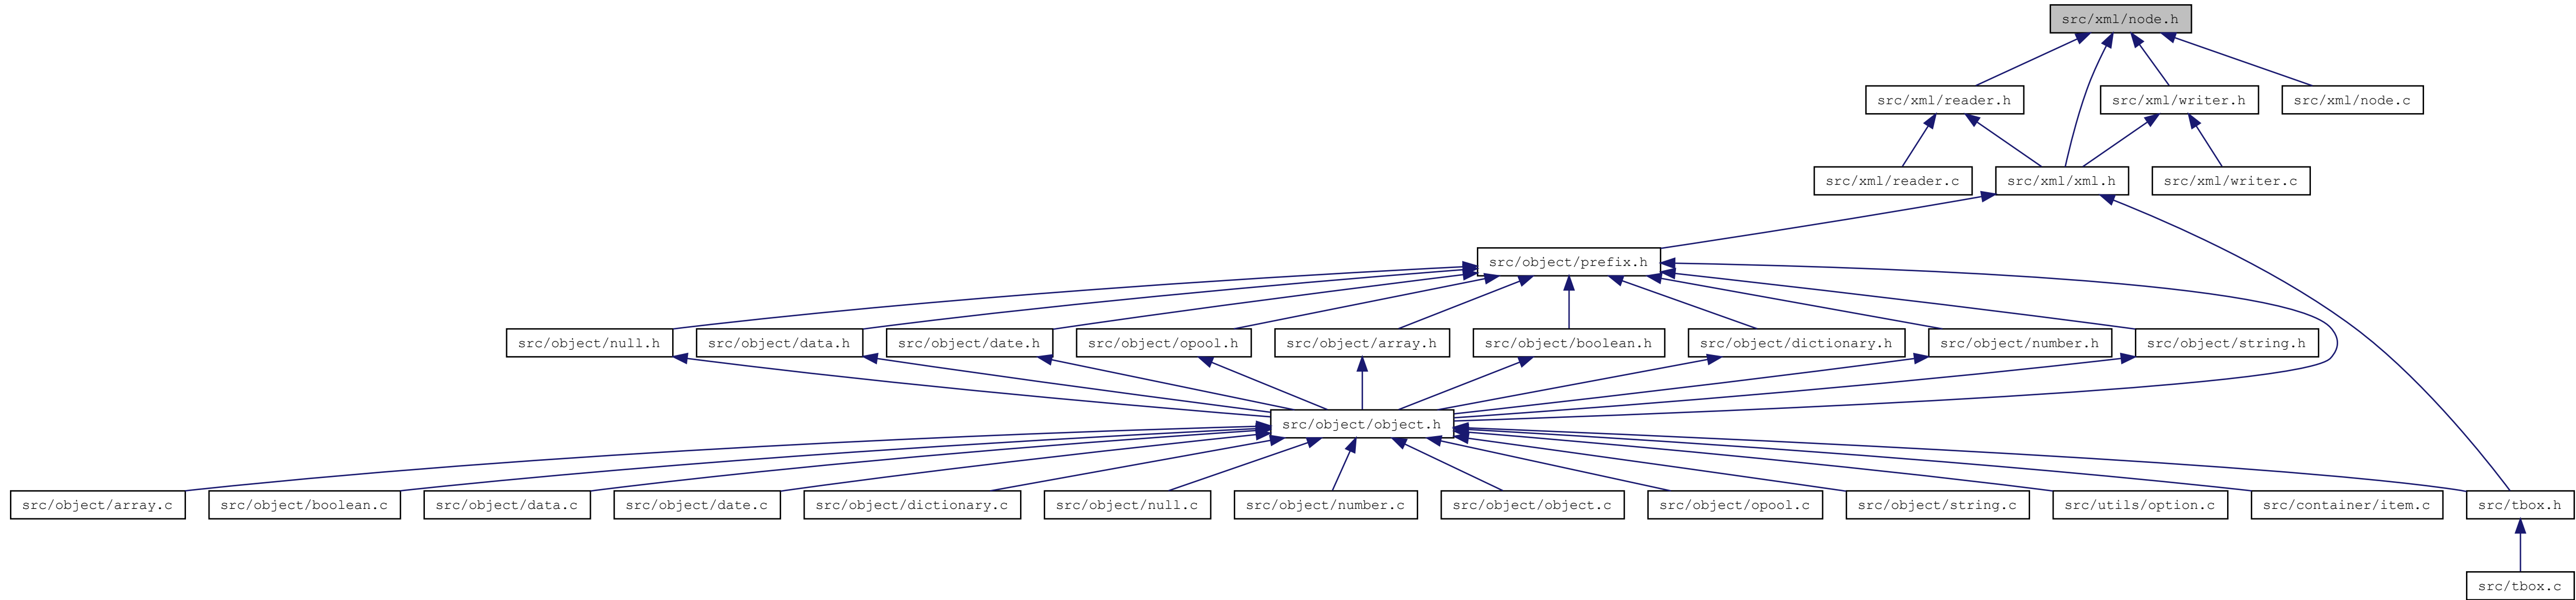 src/xml/node.h
src/xml/reader.h
src/xml/writer.h
src/xml/node.c
src/xml/reader.c
src/xml/xml.h
src/xml/writer.c
src/object/prefix.h
src/object/null.h
src/object/data.h
src/object/date.h
src/object/opool.h
src/object/array.h
src/object/boolean.h
src/object/dictionary.h
src/object/number.h
src/object/string.h
src/object/object.h
src/object/array.c
src/object/boolean.c
src/object/data.c
src/object/date.c
src/object/dictionary.c
src/object/null.c
src/object/number.c
src/object/object.c
src/object/opool.c
src/object/string.c
src/utils/option.c
src/container/item.c
src/tbox.h
src/tbox.c